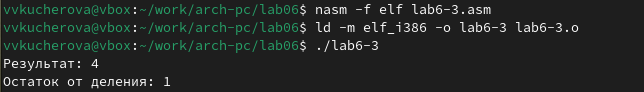 vvkucherova@vbox:~/work/arch-pc/lab06$ nasm -f elf lab6-3.asm
vvkucherova@vbox:~/work/arch-pc/lab06$ ld -m elf_i386 -o lab6-3 lab6-3.o
vvkucherova@vbox:~/work/arch-pc/lab06$ ./lab6-3
Результат: 4
Остаток от деления: 1